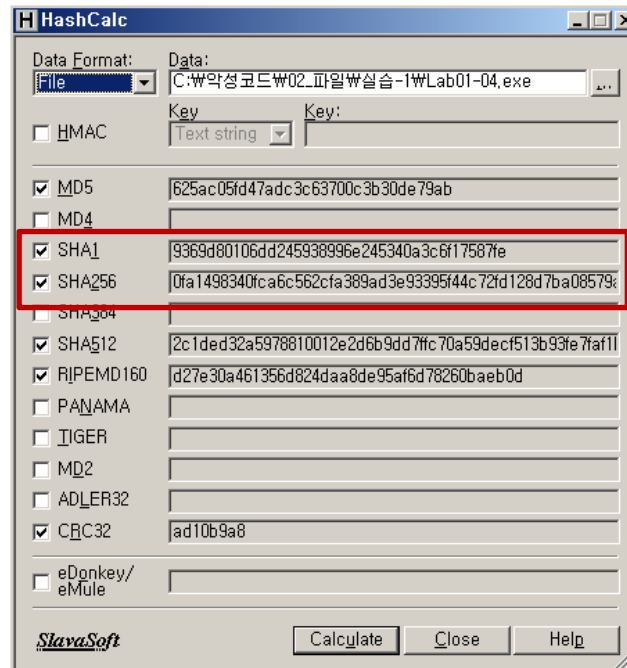 HashCalc
Data Format: Data:
File C:₩악성코드₩02_파일₩실습-1₩Lab01-04.exe ...
Key Key:
HMAC Text string
MD5 625ac05fd47adc3c63700c3b30de79ab
MD4
SHA1 9369d80106dd245938996e245340a3c6f17587fe
SHA256 0fa1498340fca6c562cfa389ad3e93395f44c72fd128d7ba08579a
SHA384
SHA512 2c1ded32a5978810012e2d6b9dd7ffc70a59decf513b93fe7faf1l
RIPEMD160 d27e30a461356d824daa8de95af6d78260baeb0d
PANAMA
TIGER
MD2
ADLER32
CRC32 ad10b9a8
eDonkey/
eMule
SlavaSoft Calculate Close Help